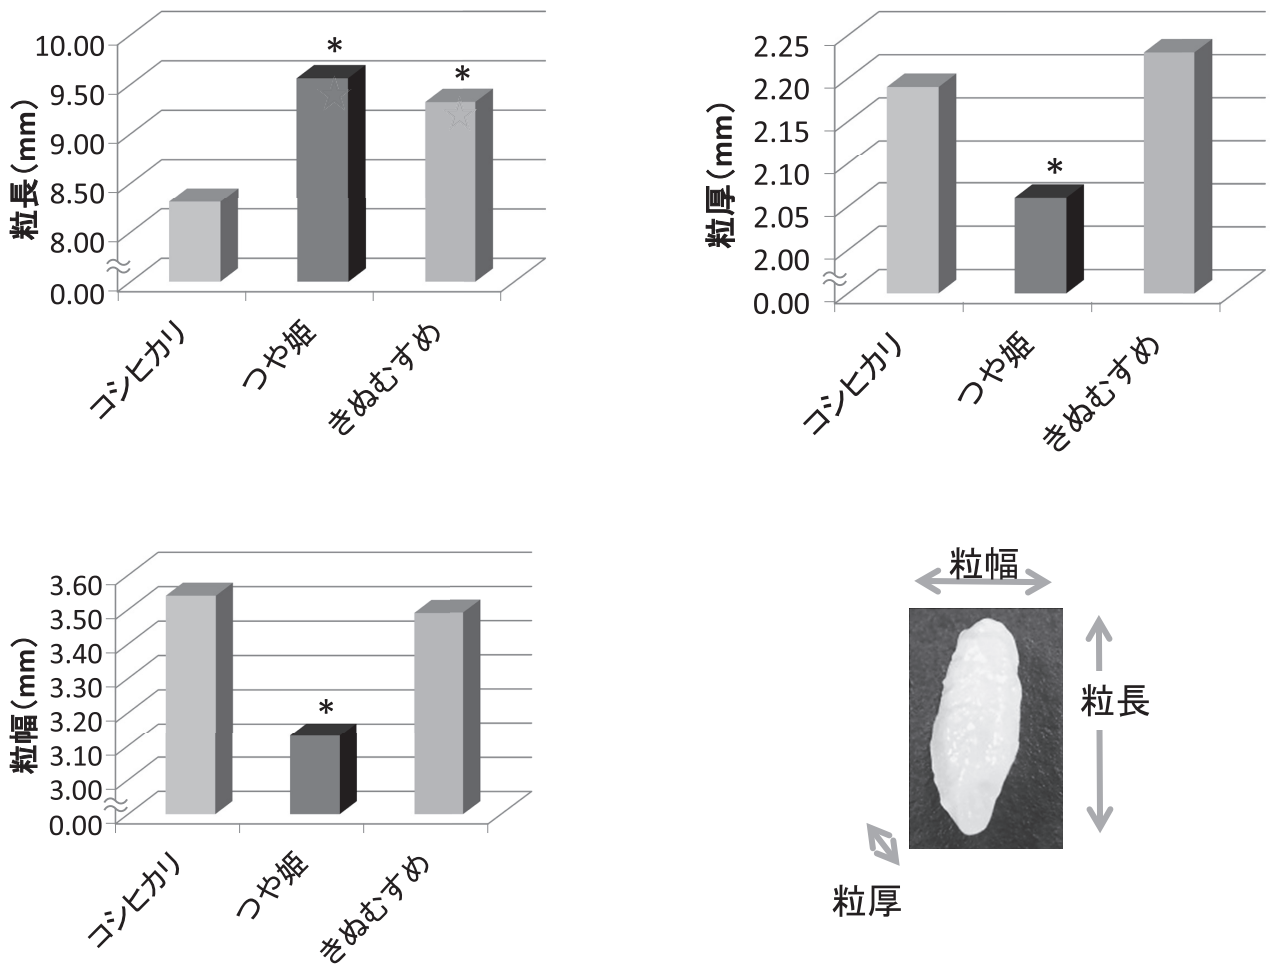 粒長(mm)
10.00
9.50
9.00
8.50
8.00
0.00
*
*
コシヒカリ
つや姫
きぬむすめ
粒厚(mm)
2.25
2.20
2.15
2.10
2.05
2.00
0.00
*
コシヒカリ
つや姫
きぬむすめ
粒幅(mm)
3.60
3.50
3.40
3.30
3.20
3.10
3.00
0.00
*
コシヒカリ
つや姫
きぬむすめ
粒幅
粒長
粒厚